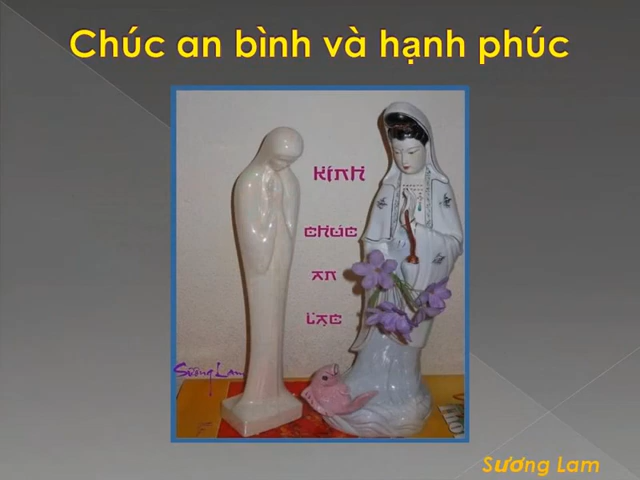 Chúc an bình và hạnh phúc
KÍNH
CHÚC
AN
LẠC
Sương Lam
Sương Lam